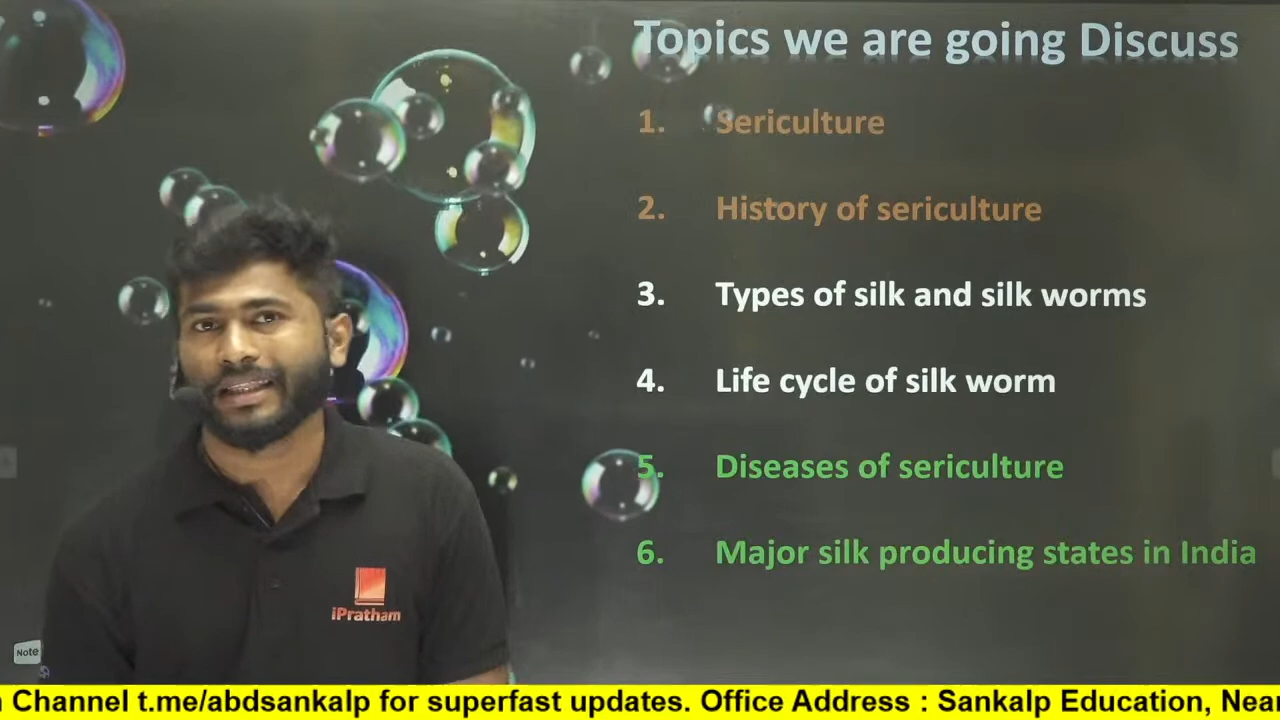 Topics we are going Discuss
1. Sericulture
2. History of sericulture
3. Types of silk and silk worms
4. Life cycle of silk worm
5. Diseases of sericulture
6. Major silk producing states in India
iPratham
Note
Channel t.me/abdsankalp for superfast updates. Office Address : Sankalp Education,